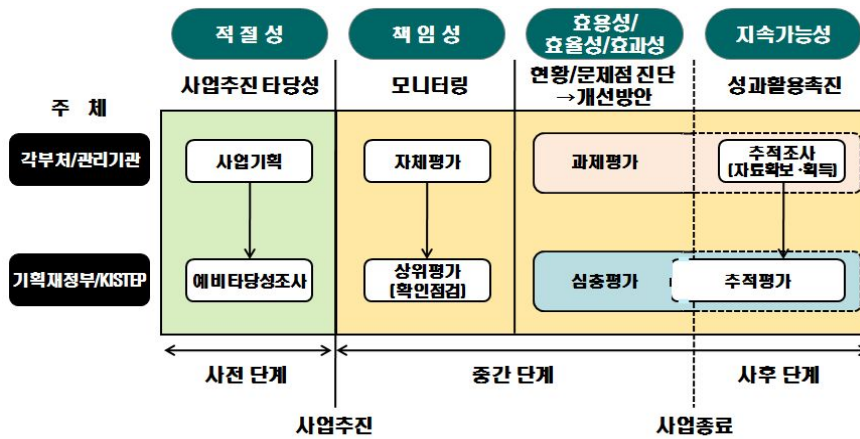 적절성
책임성
효용성/
효율성/효과성
지속가능성
사업추진 타당성
모니터링
현황/문제점 진단
→개선방안
성과활용촉진
주 체
각부처/관리기관
사업기획
자체평가
과제평가
추적조사
(자료확보·획득)
기획재정부/KISTEP
예비타당성조사
상위평가
(확인점검)
심층평가
추적평가
사전 단계
중간 단계
사후 단계
사업추진
사업종료